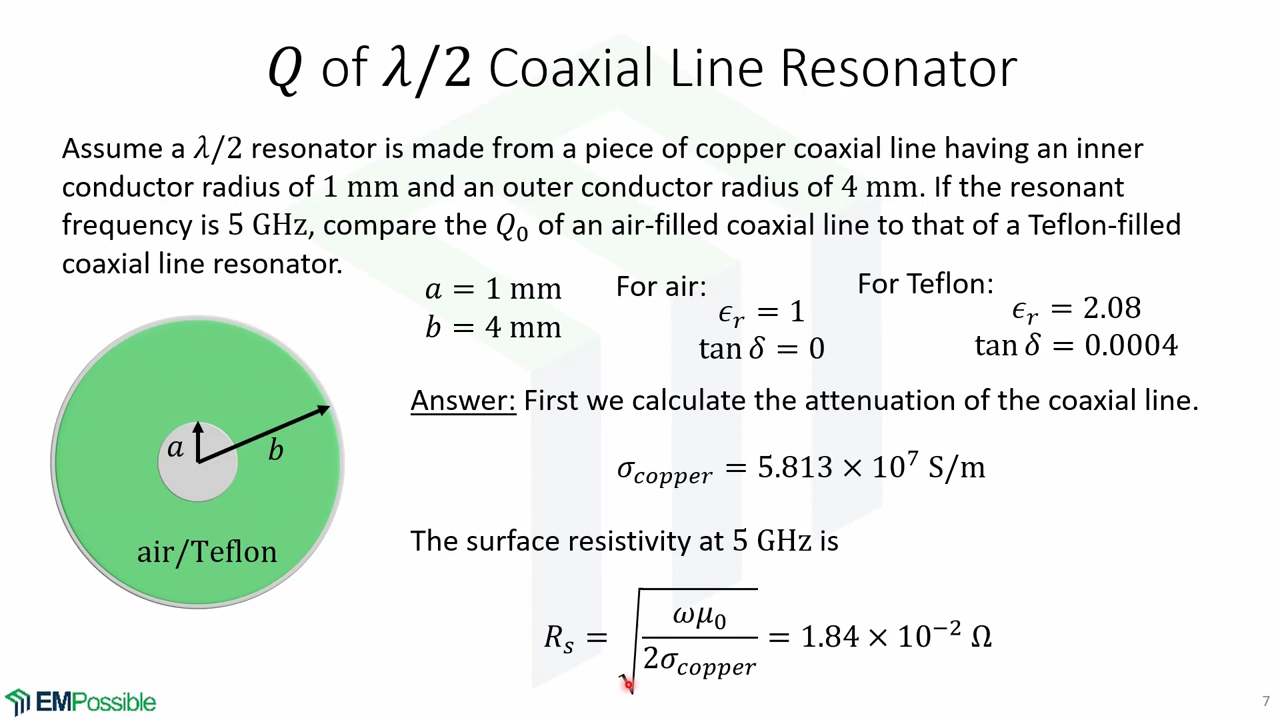 Q of λ/2 Coaxial Line Resonator
Assume a λ/2 resonator is made from a piece of copper coaxial line having an inner
conductor radius of 1 mm and an outer conductor radius of 4 mm. If the resonant
frequency is 5 GHz, compare the Q₀ of an air-filled coaxial line to that of a Teflon-filled
coaxial line resonator.
a = 1 mm
b = 4 mm
For air:
ϵᵣ = 1
tan δ = 0
For Teflon:
ϵᵣ = 2.08
tan δ = 0.0004
a
b
air/Teflon
Answer: First we calculate the attenuation of the coaxial line.
σ_copper = 5.813 × 10⁷ S/m
The surface resistivity at 5 GHz is
Rₛ = √(ωμ₀ / 2σ_copper) = 1.84 × 10⁻² Ω
EMPossible
7